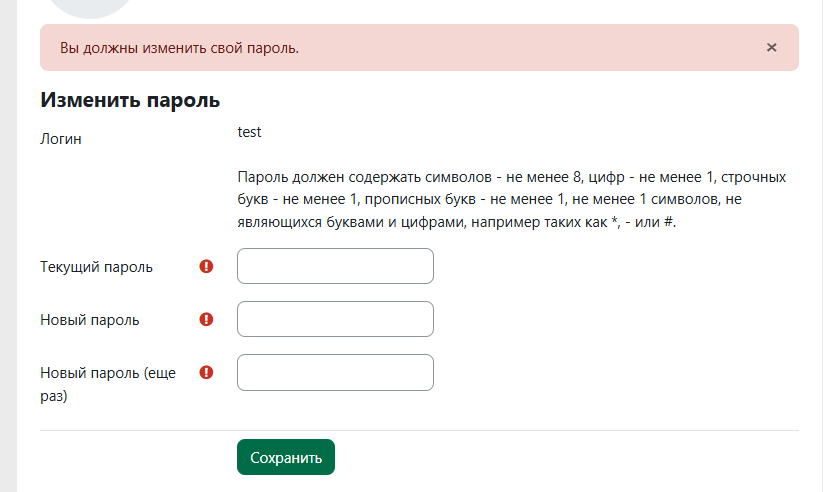 Вы должны изменить свой пароль.
×
Изменить пароль
Логин
test
Пароль должен содержать символов - не менее 8, цифр - не менее 1, строчных
букв - не менее 1, прописных букв - не менее 1, не менее 1 символов, не
являющихся буквами и цифрами, например таких как *, - или #.
Текущий пароль
Новый пароль
Новый пароль (еще
раз)
Сохранить